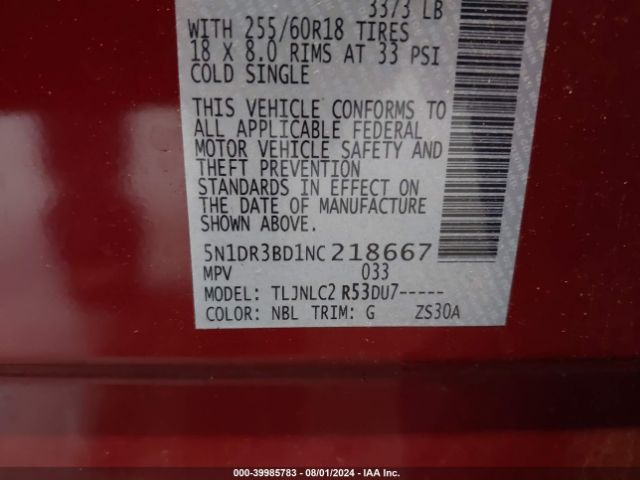 3373 LB
WITH 255/60R18 TIRES
18 X 8.0 RIMS AT 33 PSI
COLD SINGLE
THIS VEHICLE CONFORMS TO
ALL APPLICABLE FEDERAL
MOTOR VEHICLE SAFETY AND
THEFT PREVENTION
STANDARDS IN EFFECT ON
THE DATE OF MANUFACTURE
SHOWN ABOVE.
5N1DR3BD1NC218667
MPV 033
MODEL: TLJNLC2 R53DU7-----
COLOR: NBL TRIM: G ZS30A
000-39985783 - 08/01/2024 - IAA Inc.